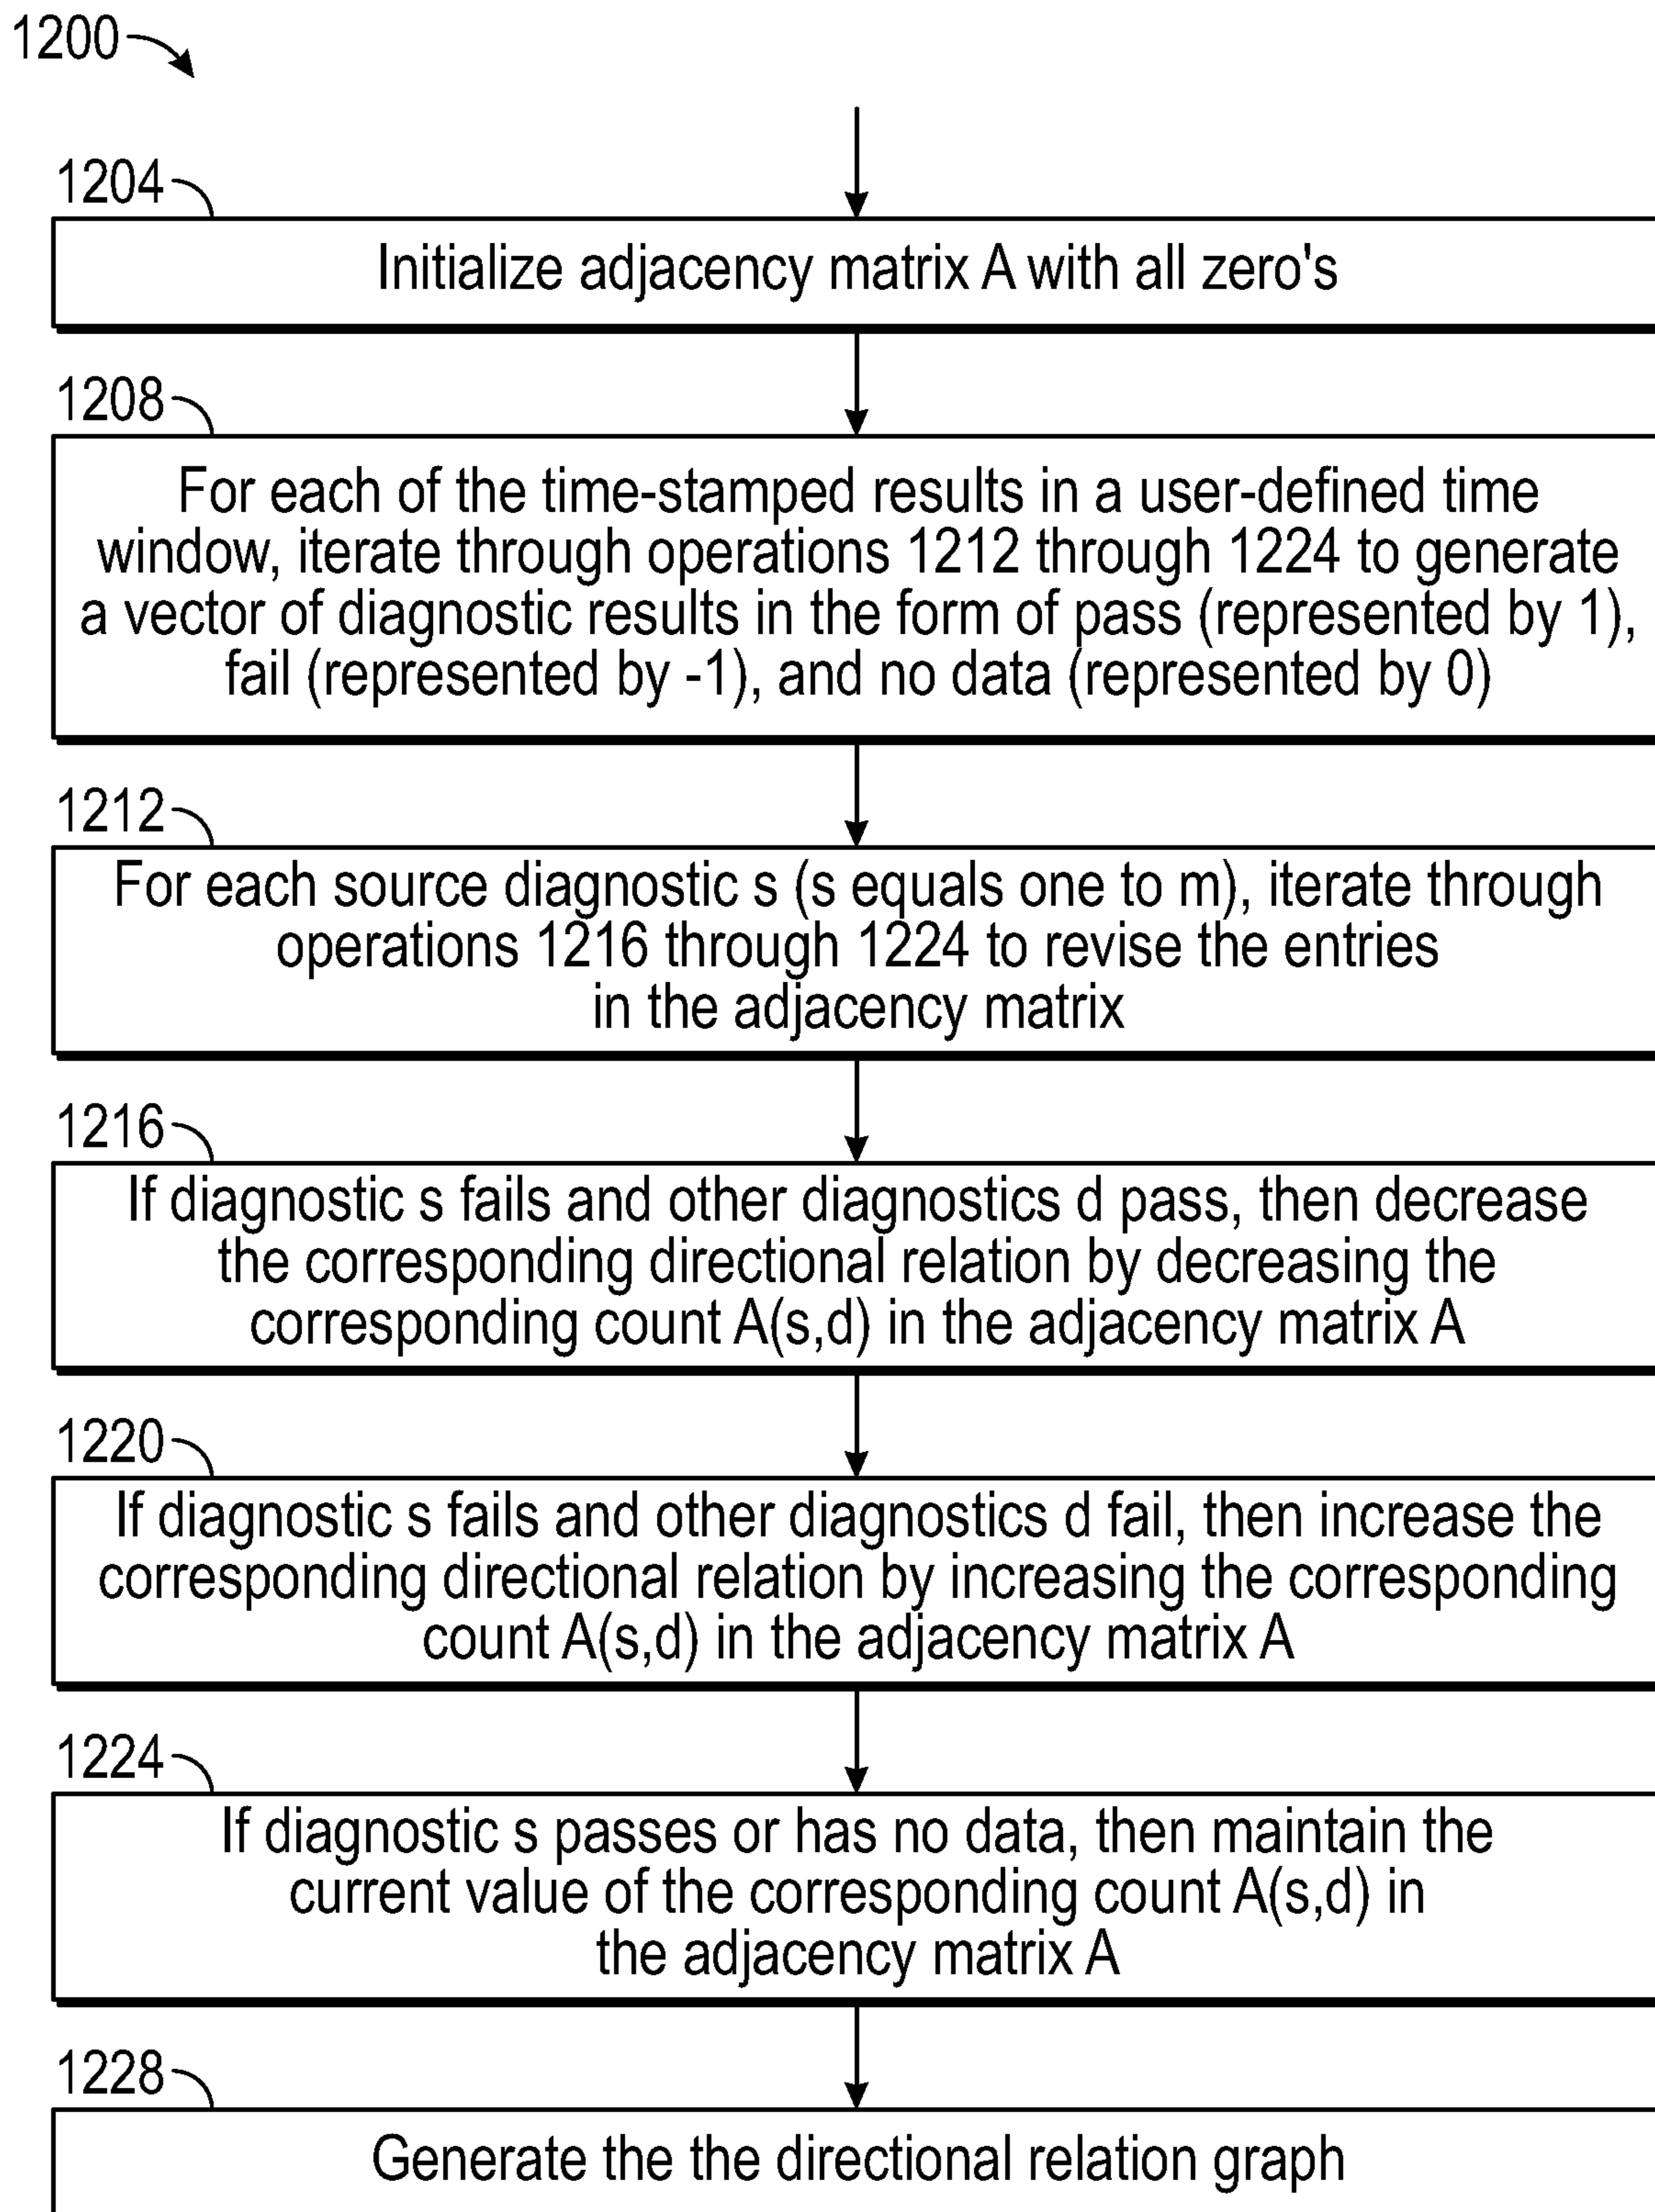 1200
1204
Initialize adjacency matrix A with all zero's
1208
For each of the time-stamped results in a user-defined time
window, iterate through operations 1212 through 1224 to generate
a vector of diagnostic results in the form of pass (represented by 1),
fail (represented by -1), and no data (represented by 0)
1212
For each source diagnostic s (s equals one to m), iterate through
operations 1216 through 1224 to revise the entries
in the adjacency matrix
1216
If diagnostic s fails and other diagnostics d pass, then decrease
the corresponding directional relation by decreasing the
corresponding count A(s,d) in the adjacency matrix A
1220
If diagnostic s fails and other diagnostics d fail, then increase the
corresponding directional relation by increasing the corresponding
count A(s,d) in the adjacency matrix A
1224
If diagnostic s passes or has no data, then maintain the
current value of the corresponding count A(s,d) in
the adjacency matrix A
1228
Generate the the directional relation graph